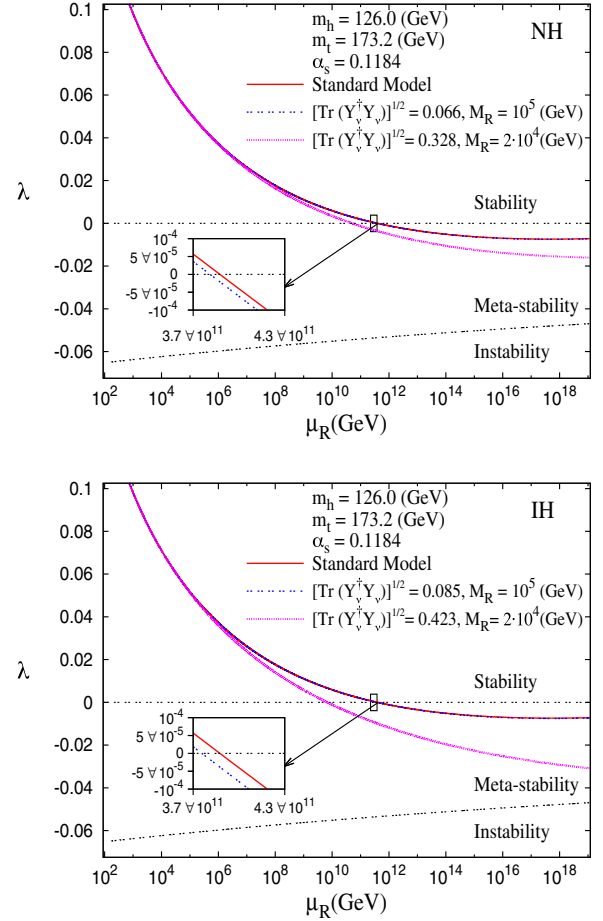 0.1
m_h = 126.0 (GeV)
NH
m_t = 173.2 (GeV)
0.08
α_s = 0.1184
Standard Model
0.06
[Tr (Y_ν^†Y_ν)]^1/2 = 0.066, M_R = 10^5 (GeV)
[Tr (Y_ν^†Y_ν)]^1/2 = 0.328, M_R = 2·10^4 (GeV)
0.04
0.02
λ
Stability
0
10^-4
5 ∀ 10^-5
0
-5 ∀ 10^-5
-10^-4
3.7 ∀ 10^11
4.3 ∀ 10^11
-0.02
-0.04
Meta-stability
Instability
-0.06
10^2 10^4 10^6 10^8 10^10 10^12 10^14 10^16 10^18
μ_R(GeV)
0.1
m_h = 126.0 (GeV)
IH
m_t = 173.2 (GeV)
0.08
α_s = 0.1184
Standard Model
0.06
[Tr (Y_ν^†Y_ν)]^1/2 = 0.085, M_R = 10^5 (GeV)
[Tr (Y_ν^†Y_ν)]^1/2 = 0.423, M_R = 2·10^4 (GeV)
0.04
0.02
λ
Stability
0
10^-4
5 ∀ 10^-5
0
-5 ∀ 10^-5
-10^-4
3.7 ∀ 10^11
4.3 ∀ 10^11
-0.02
-0.04
Meta-stability
Instability
-0.06
10^2 10^4 10^6 10^8 10^10 10^12 10^14 10^16 10^18
μ_R(GeV)